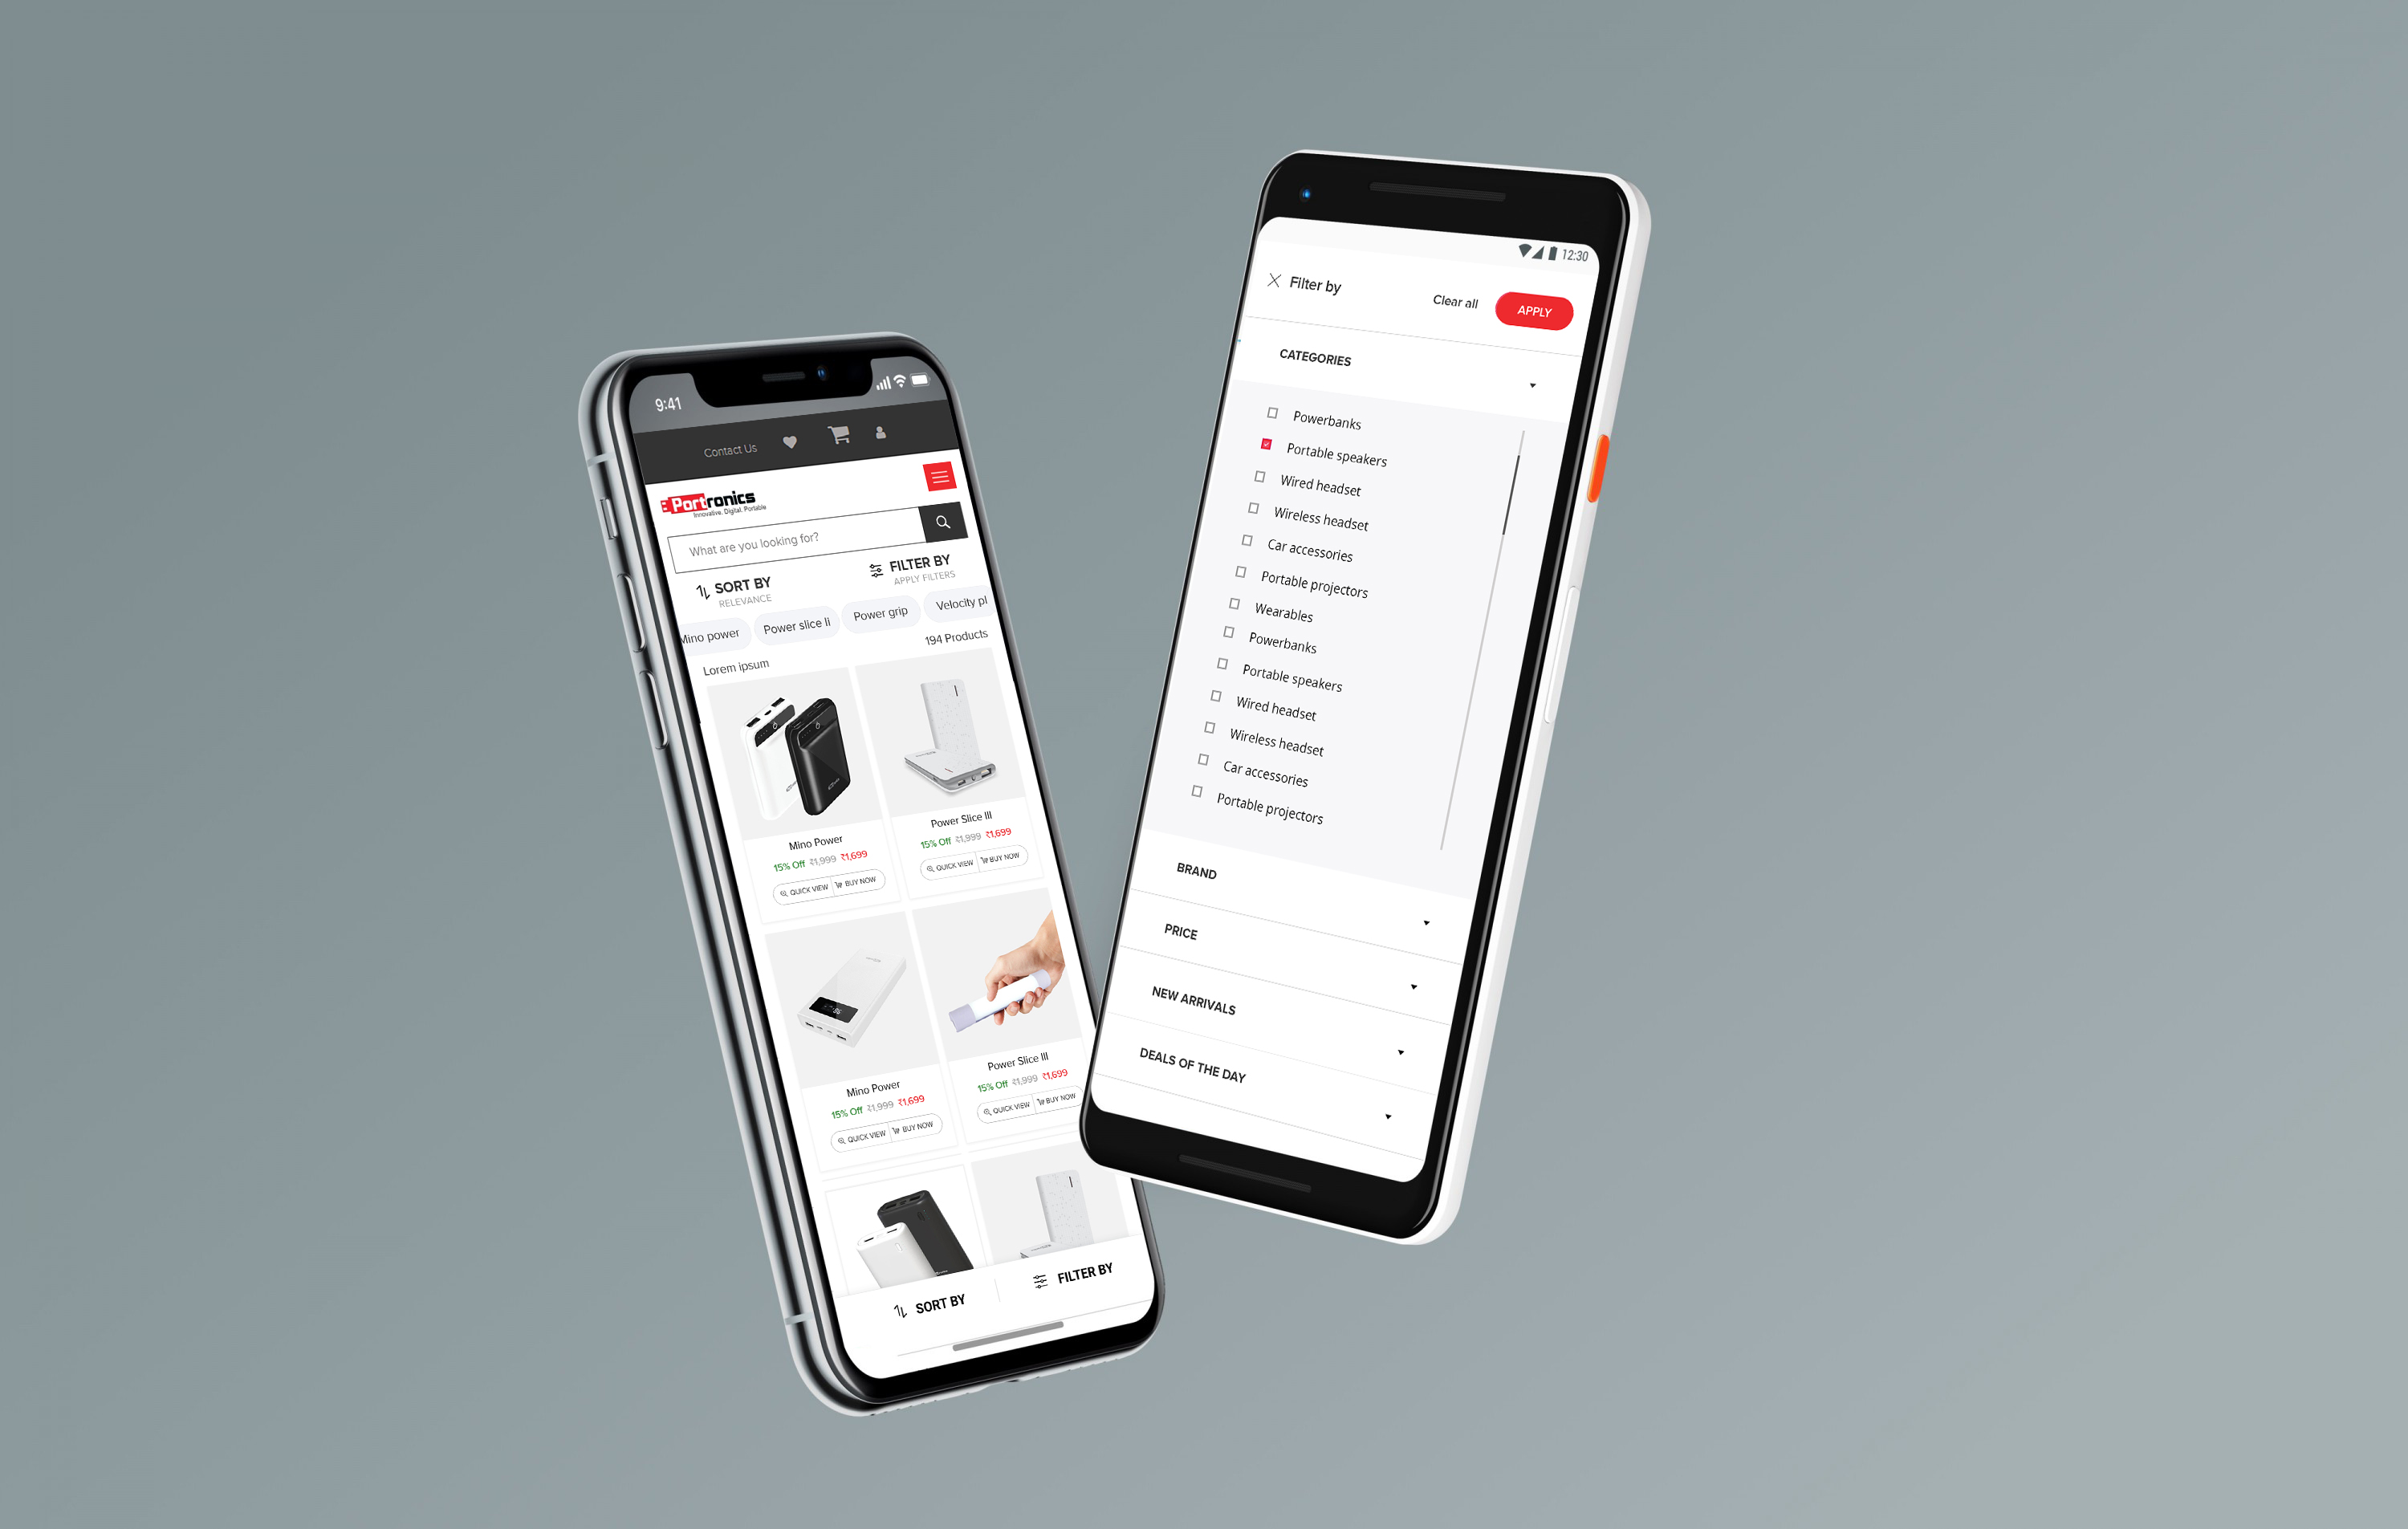 9:41
Contact Us
Portronics
Innovative. Digital. Portable
What are you looking for?
SORT BY
RELEVANCE
FILTER BY
APPLY FILTERS
Mino power
Power slice li
Power grip
Velocity pl
Lorem ipsum
194 Products
Mino Power
15% Off ₹1,999 ₹1,699
QUICK VIEW
BUY NOW
Power Slice III
15% Off ₹1,999 ₹1,699
QUICK VIEW
BUY NOW
Mino Power
15% Off ₹1,999 ₹1,699
QUICK VIEW
BUY NOW
Power Slice III
15% Off ₹1,999 ₹1,699
QUICK VIEW
BUY NOW
SORT BY
FILTER BY
12:30
Filter by
Clear all
APPLY
CATEGORIES
Powerbanks
Portable speakers
Wired headset
Wireless headset
Car accessories
Portable projectors
Wearables
Powerbanks
Portable speakers
Wired headset
Wireless headset
Car accessories
Portable projectors
BRAND
PRICE
NEW ARRIVALS
DEALS OF THE DAY